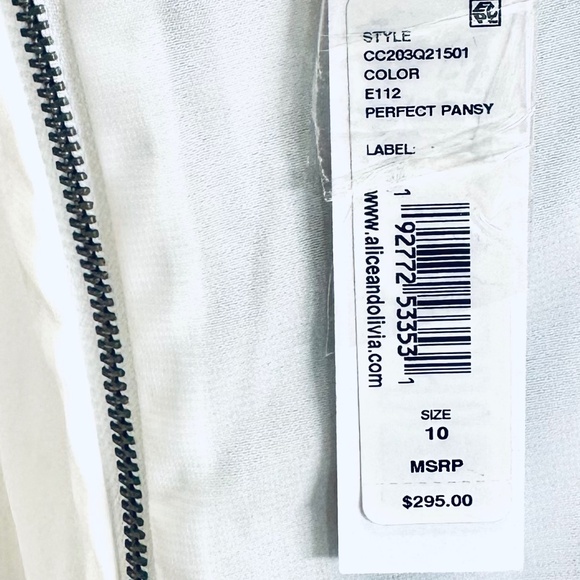 STYLE
CC203Q21501
COLOR
E112
PERFECT PANSY
LABEL:
www.aliceandolivia.com
1 92772 53353 1
SIZE
10
MSRP
$295.00